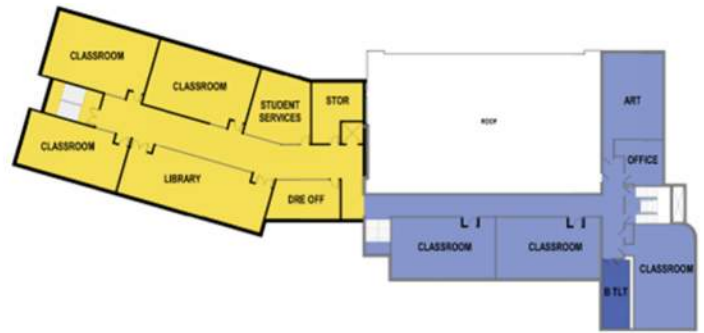 CLASSROOM
CLASSROOM
STUDENT
SERVICES
STOR
ROOF
ART
OFFICE
CLASSROOM
LIBRARY
DRE OFF
CLASSROOM
CLASSROOM
B TLT
CLASSROOM